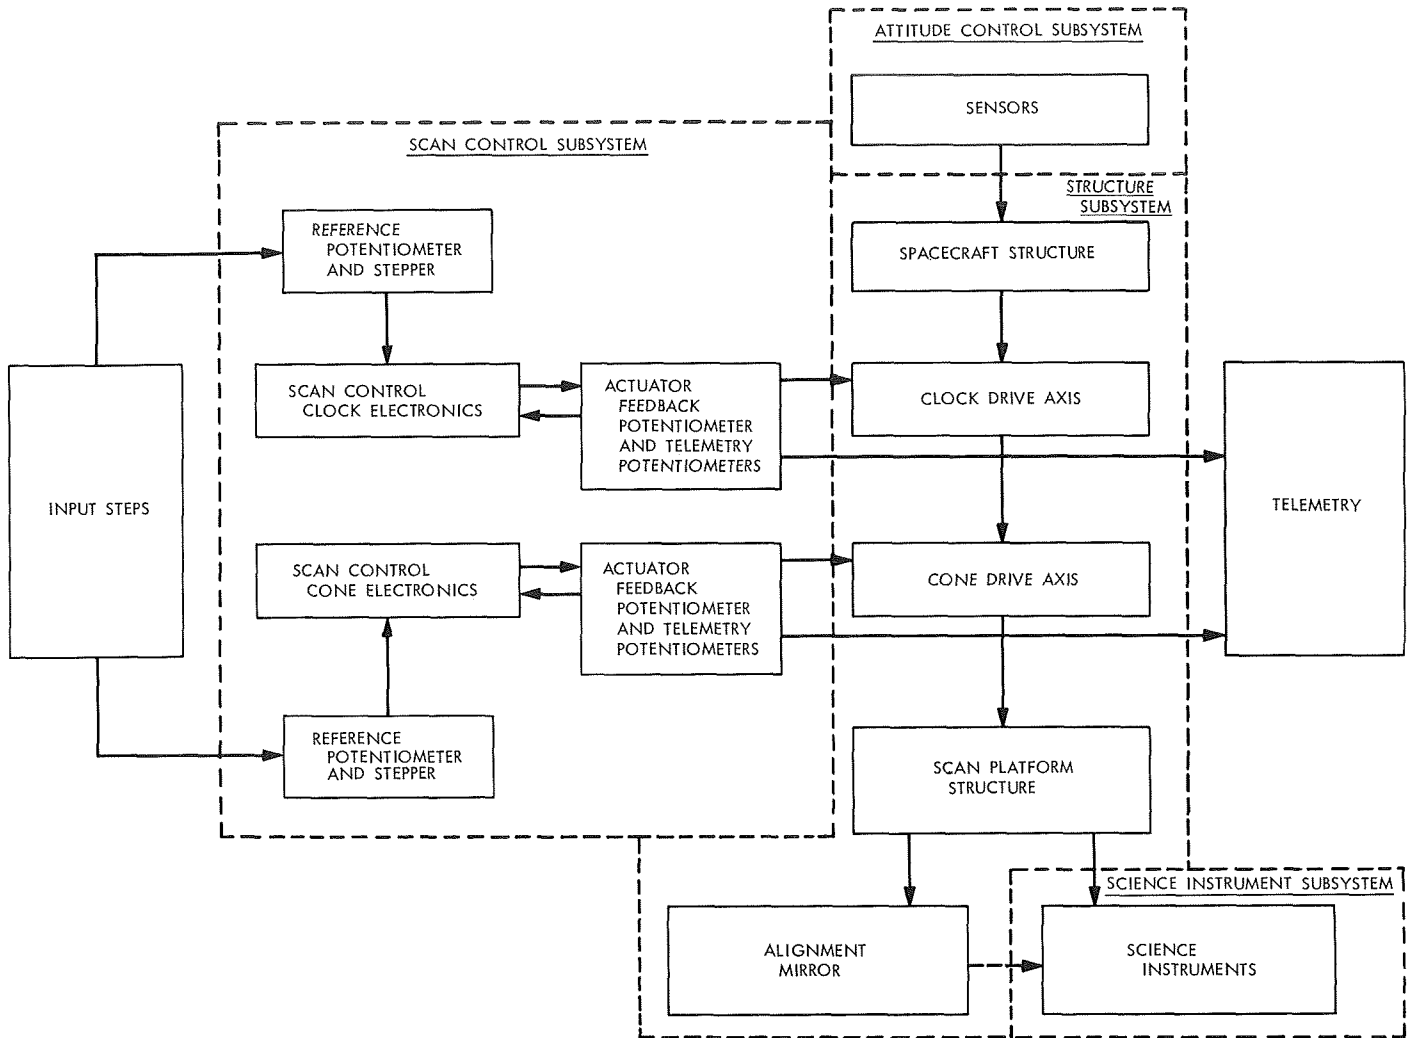 ATTITUDE CONTROL SUBSYSTEM
SENSORS
SCAN CONTROL SUBSYSTEM
STRUCTURE
SUBSYSTEM
REFERENCE
POTENTIOMETER
AND STEPPER
SPACECRAFT STRUCTURE
SCAN CONTROL
CLOCK ELECTRONICS
ACTUATOR
FEEDBACK
POTENTIOMETER
AND TELEMETRY
POTENTIOMETERS
CLOCK DRIVE AXIS
INPUT STEPS
TELEMETRY
SCAN CONTROL
CONE ELECTRONICS
ACTUATOR
FEEDBACK
POTENTIOMETER
AND TELEMETRY
POTENTIOMETERS
CONE DRIVE AXIS
REFERENCE
POTENTIOMETER
AND STEPPER
SCAN PLATFORM
STRUCTURE
SCIENCE INSTRUMENT SUBSYSTEM
ALIGNMENT
MIRROR
SCIENCE
INSTRUMENTS